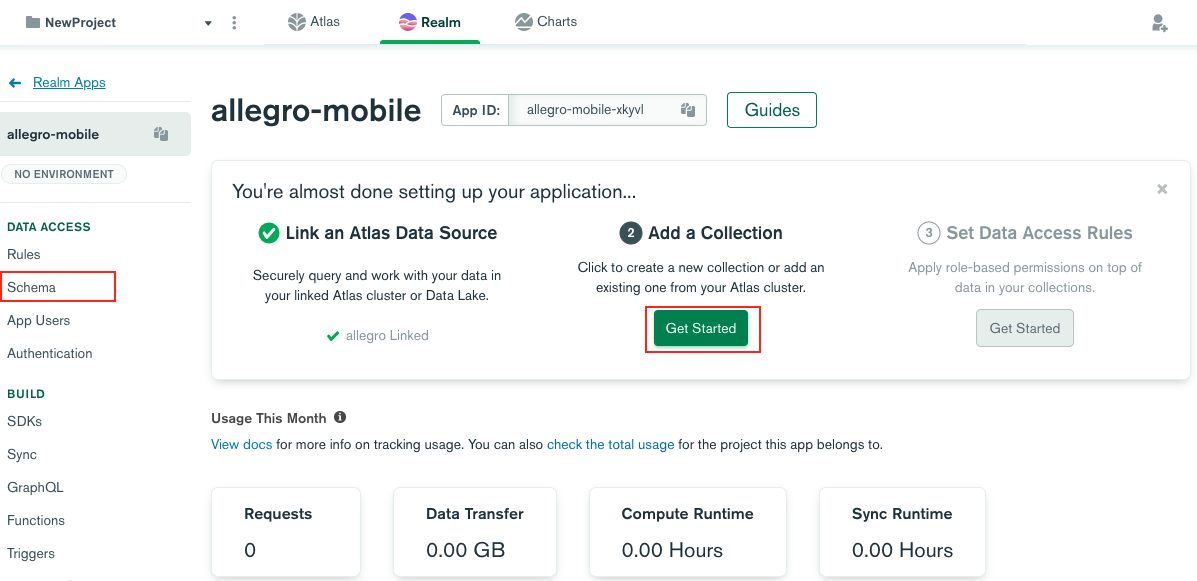 NewProject
Atlas
Realm
Charts
Realm Apps
allegro-mobile
App ID:
allegro-mobile-xkyvl
Guides
allegro-mobile
NO ENVIRONMENT
DATA ACCESS
Rules
Schema
App Users
Authentication
BUILD
SDKs
Sync
GraphQL
Functions
Triggers
You're almost done setting up your application...
Link an Atlas Data Source
Securely query and work with your data in
your linked Atlas cluster or Data Lake.
allegro Linked
2 Add a Collection
Click to create a new collection or add an
existing one from your Atlas cluster.
Get Started
3 Set Data Access Rules
Apply role-based permissions on top of
data in your collections.
Get Started
Usage This Month
View docs for more info on tracking usage. You can also check the total usage for the project this app belongs to.
Requests
0
Data Transfer
0.00 GB
Compute Runtime
0.00 Hours
Sync Runtime
0.00 Hours